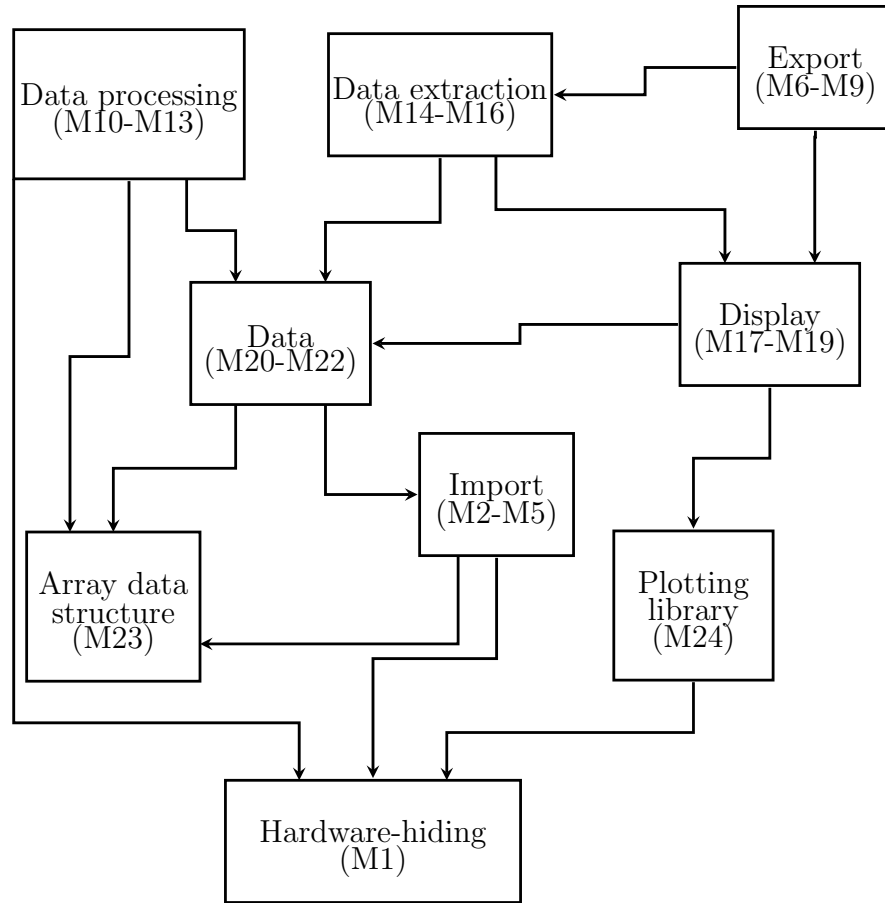 Data processing
(M10-M13)
Data extraction
(M14-M16)
Export
(M6-M9)
Data
(M20-M22)
Display
(M17-M19)
Import
(M2-M5)
Array data
structure
(M23)
Plotting
library
(M24)
Hardware-hiding
(M1)